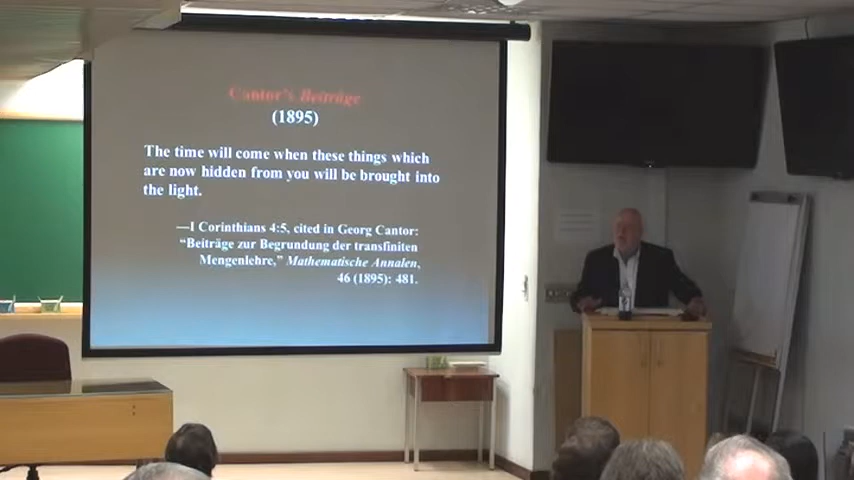 Cantor's Beiträge
(1895)
The time will come when these things which
are now hidden from you will be brought into
the light.
—I Corinthians 4:5, cited in Georg Cantor:
“Beiträge zur Begrundung der transfiniten
Mengenlehre,” Mathematische Annalen,
46 (1895): 481.